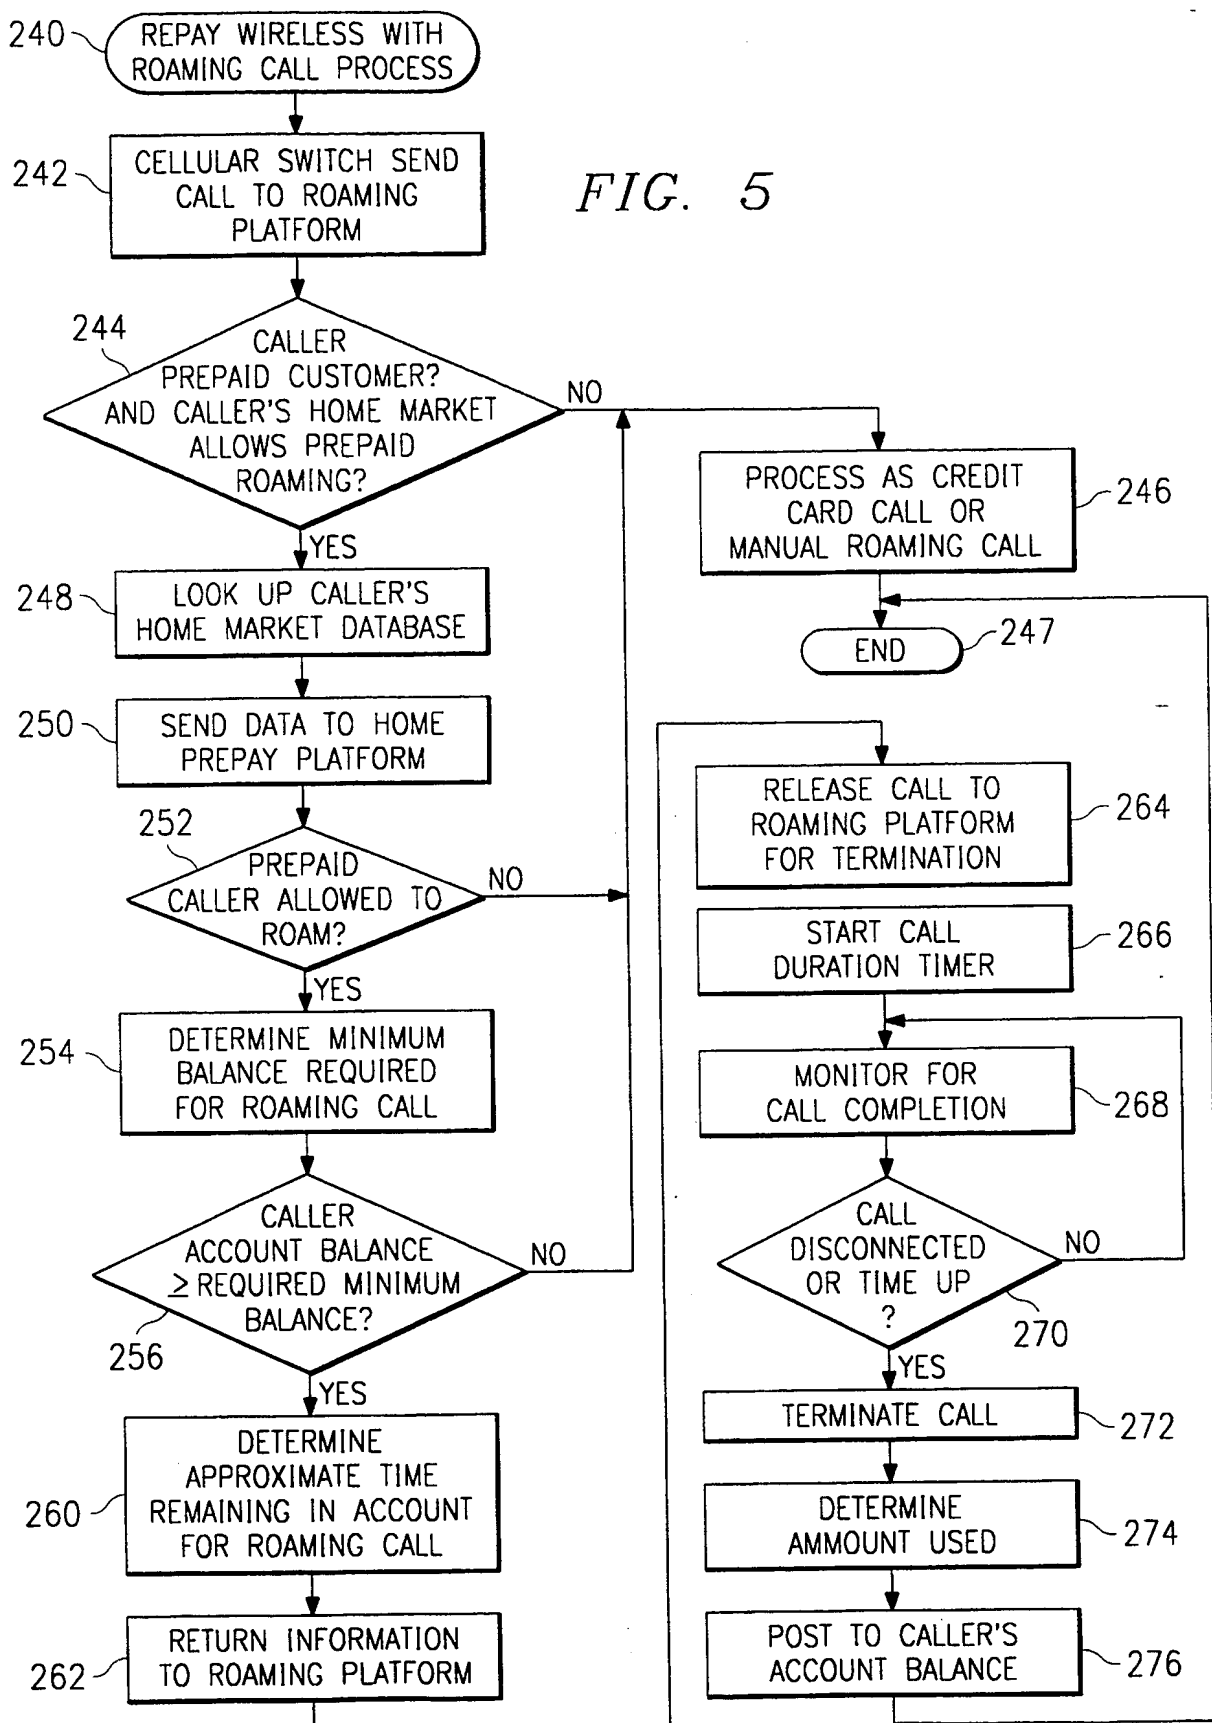 240
REPAY WIRELESS WITH
ROAMING CALL PROCESS
242
CELLULAR SWITCH SEND
CALL TO ROAMING
PLATFORM
FIG. 5
244
CALLER
PREPAID CUSTOMER?
AND CALLER'S HOME MARKET
ALLOWS PREPAID
ROAMING?
NO
YES
PROCESS AS CREDIT
CARD CALL OR
MANUAL ROAMING CALL
246
END
247
248
LOOK UP CALLER'S
HOME MARKET DATABASE
250
SEND DATA TO HOME
PREPAY PLATFORM
252
PREPAID
CALLER ALLOWED TO
ROAM?
NO
YES
254
DETERMINE MINIMUM
BALANCE REQUIRED
FOR ROAMING CALL
CALLER
ACCOUNT BALANCE
≥ REQUIRED MINIMUM
BALANCE?
256
NO
YES
260
DETERMINE
APPROXIMATE TIME
REMAINING IN ACCOUNT
FOR ROAMING CALL
262
RETURN INFORMATION
TO ROAMING PLATFORM
RELEASE CALL TO
ROAMING PLATFORM
FOR TERMINATION
264
START CALL
DURATION TIMER
266
MONITOR FOR
CALL COMPLETION
268
CALL
DISCONNECTED
OR TIME UP
?
270
NO
YES
TERMINATE CALL
272
DETERMINE
AMMOUNT USED
274
POST TO CALLER'S
ACCOUNT BALANCE
276